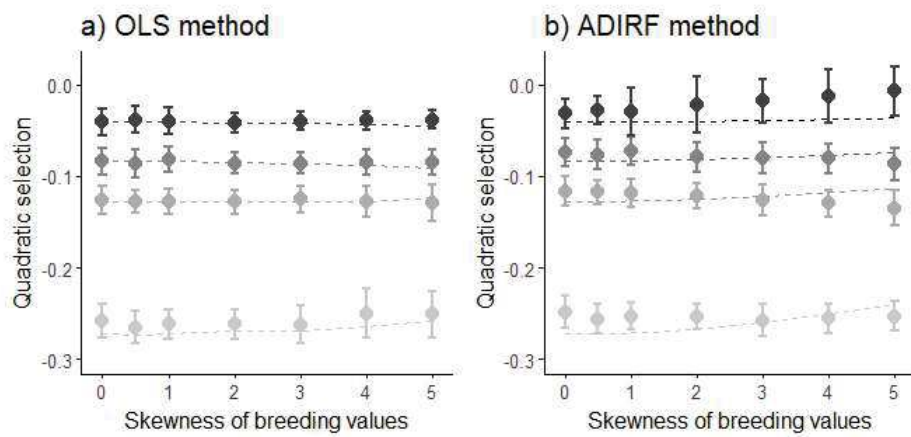 a) OLS method
b) ADIRF method
Quadratic selection
0.0
-0.1
-0.2
-0.3
0 1 2 3 4 5
Skewness of breeding values
Quadratic selection
0.0
-0.1
-0.2
-0.3
0 1 2 3 4 5
Skewness of breeding values